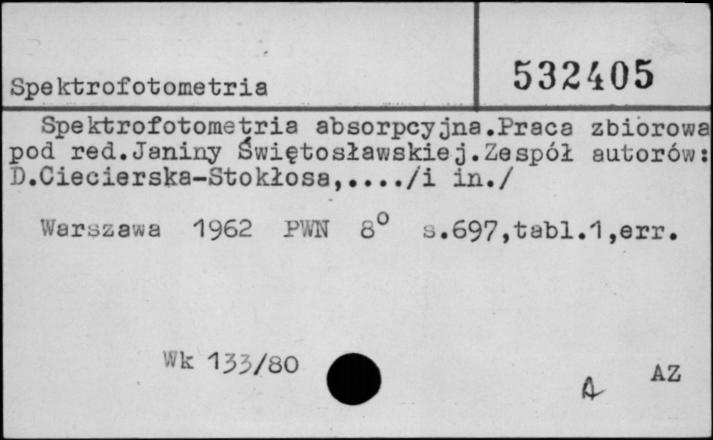 Spektrofotometria
532405
Spektrofotometria absorpcyjna.Praca zbiorowa
pod red.Janiny Świętosławskiej.Zespół autorów:
D.Ciecierska-Stokłosa,..../i in./
Warszawa 1962 PWN 8° s.697,tabl.1,err.
Wk 133/80
A
AZ